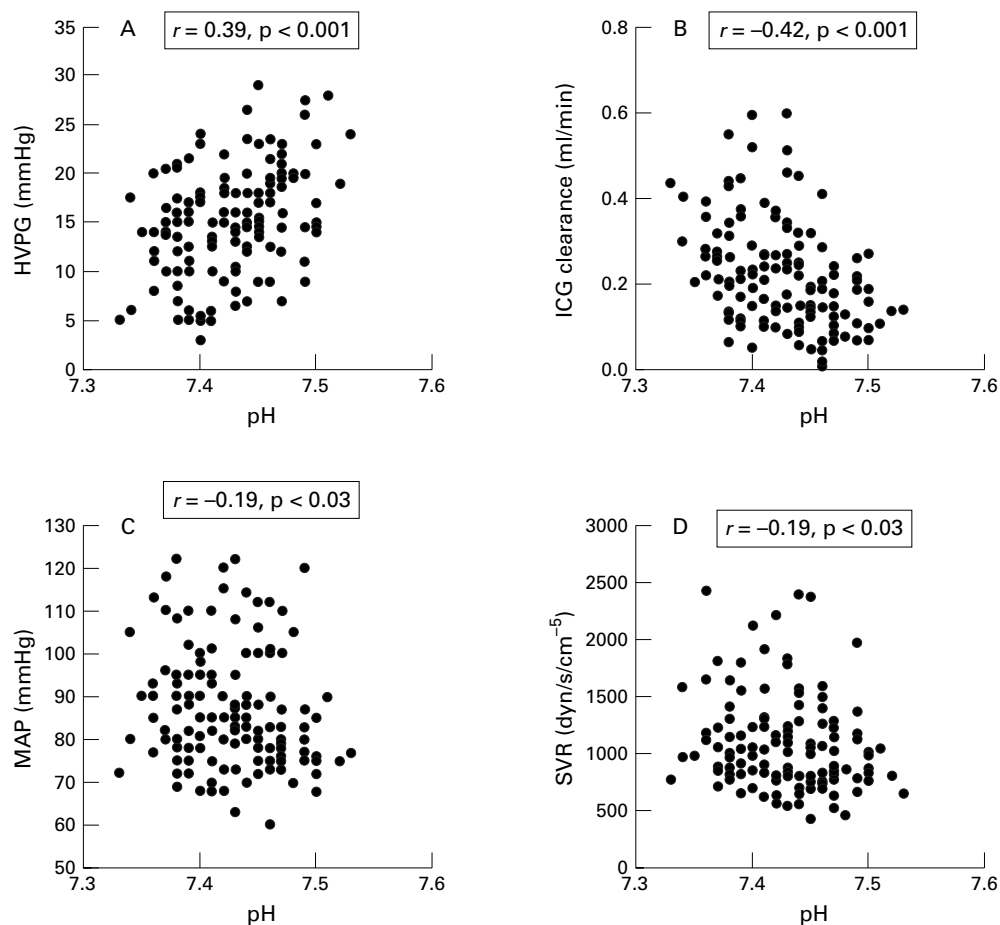 A
r = 0.39, p < 0.001
HVPG (mmHg)
35
30
25
20
15
10
5
0
7.3 7.4 7.5 7.6
pH
B
r = –0.42, p < 0.001
ICG clearance (ml/min)
0.8
0.6
0.4
0.2
0.0
7.3 7.4 7.5 7.6
pH
C
r = –0.19, p < 0.03
MAP (mmHg)
130
120
110
100
90
80
70
60
50
7.3 7.4 7.5 7.6
pH
D
r = –0.19, p < 0.03
SVR (dyn/s/cm⁻⁵)
3000
2500
2000
1500
1000
500
0
7.3 7.4 7.5 7.6
pH